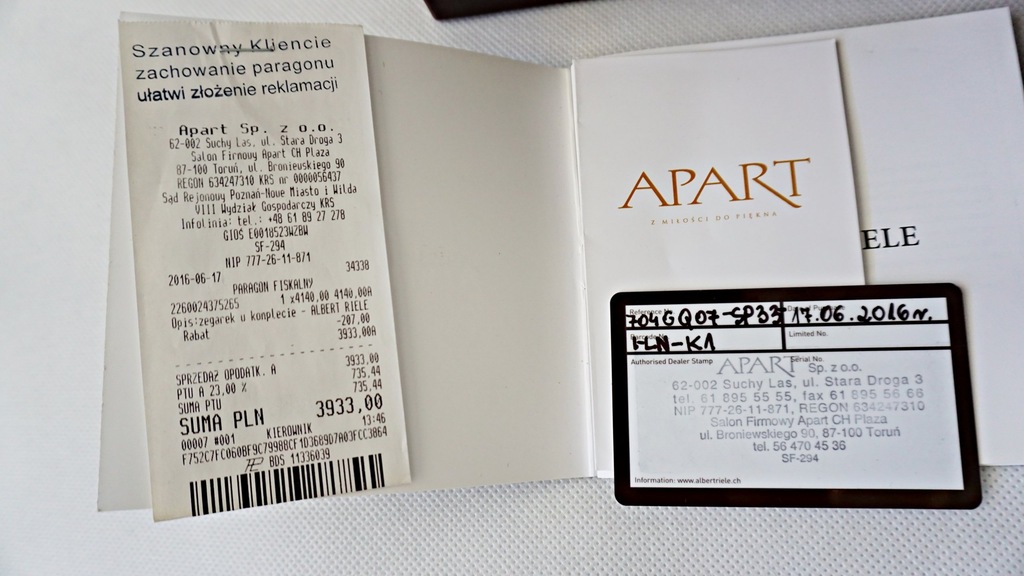 Szanowny Kliencie
zachowanie paragonu
ułatwi złożenie reklamacji
Apart Sp. z o.o.
62-002 Suchy Las, ul. Stara Droga 3
Salon Firmowy Apart CH Plaza
87-100 Toruń, ul. Broniewskiego 90
REGON 634247310 KRS nr 0000056437
Sąd Rejonowy Poznań-Nowe Miasto i Wilda
VIII Wydział Gospodarczy KRS
Infolinia: tel.: +48 61 89 27 278
GIOŚ E0018523WZBW
SF-294
NIP 777-26-11-871
2016-06-17 34338
PARAGON FISKALNY
2260024375265 1 x4140,00 4140,00A
Opis:zegarek w konplecie - ALBERT RIELE
Rabat -207,00
3933,00A
SPRZEDAŻ OPODATK. A 3933,00
PTU A 23,00 % 735,44
SUMA PTU 735,44
SUMA PLN 3933,00
00007 #001 KIEROWNIK 13:46
F752C7FC060BF9C799BBCF1D3689D7A03FCC3864
BDS 11336039
APART
Z MIŁOŚCI DO PIĘKNA
ELE
Reference
704GQ07-SP33 17.06.2016r.
Limited No.
1LN-K1
Authorised Dealer Stamp Serial No.
APART Sp. z o.o.
62-002 Suchy Las, ul. Stara Droga 3
tel. 61 895 55 55, fax 61 895 56 66
NIP 777-26-11-871, REGON 634247310
Salon Firmowy Apart CH Plaza
ul. Broniewskiego 90, 87-100 Toruń
tel. 56 470 45 36
SF-294
Information: www.albertriele.ch